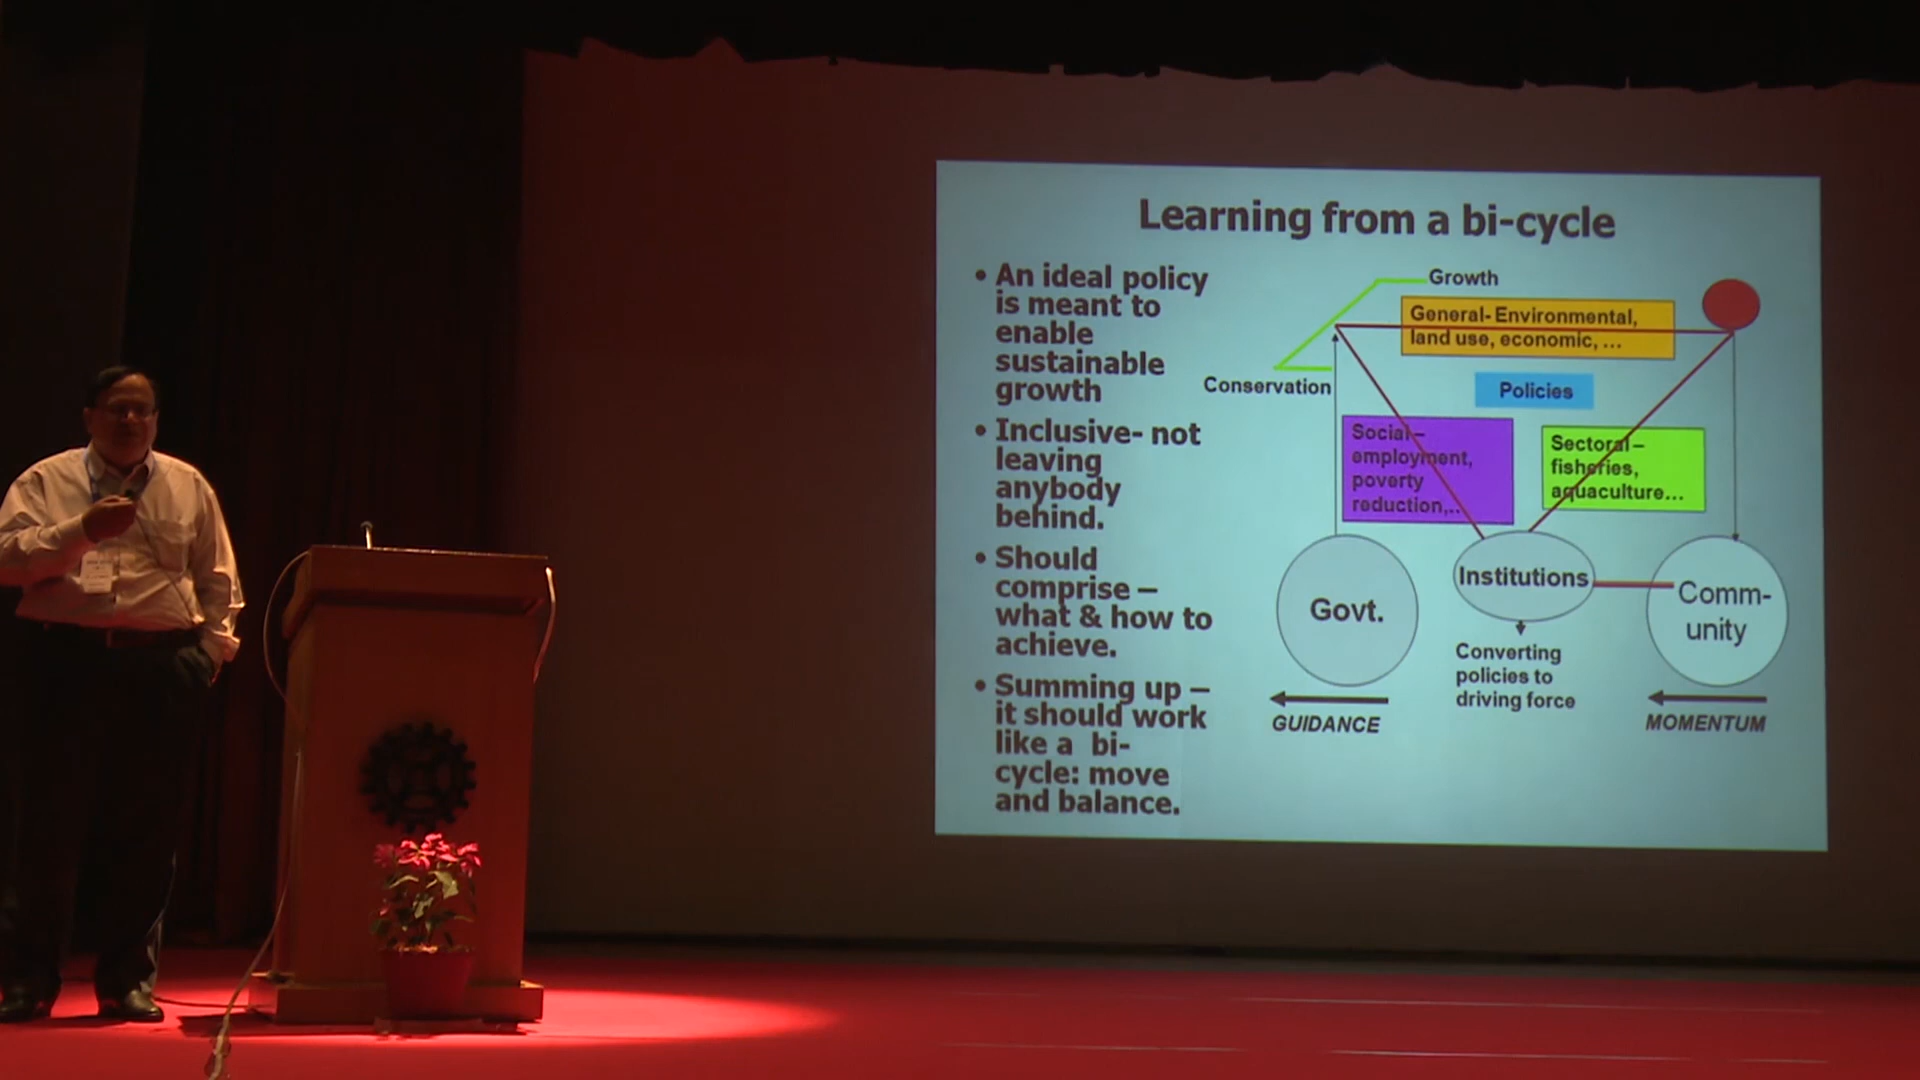 Learning from a bi-cycle
• An ideal policy
is meant to
enable
sustainable
growth
• Inclusive- not
leaving
anybody
behind.
• Should
comprise –
what & how to
achieve.
• Summing up –
it should work
like a bi-
cycle: move
and balance.
Growth
General- Environmental,
land use, economic, ...
Conservation
Policies
Social –
employment,
poverty
reduction,..
Sectoral –
fisheries,
aquaculture...
Govt.
Institutions
Comm-
unity
Converting
policies to
driving force
GUIDANCE
MOMENTUM